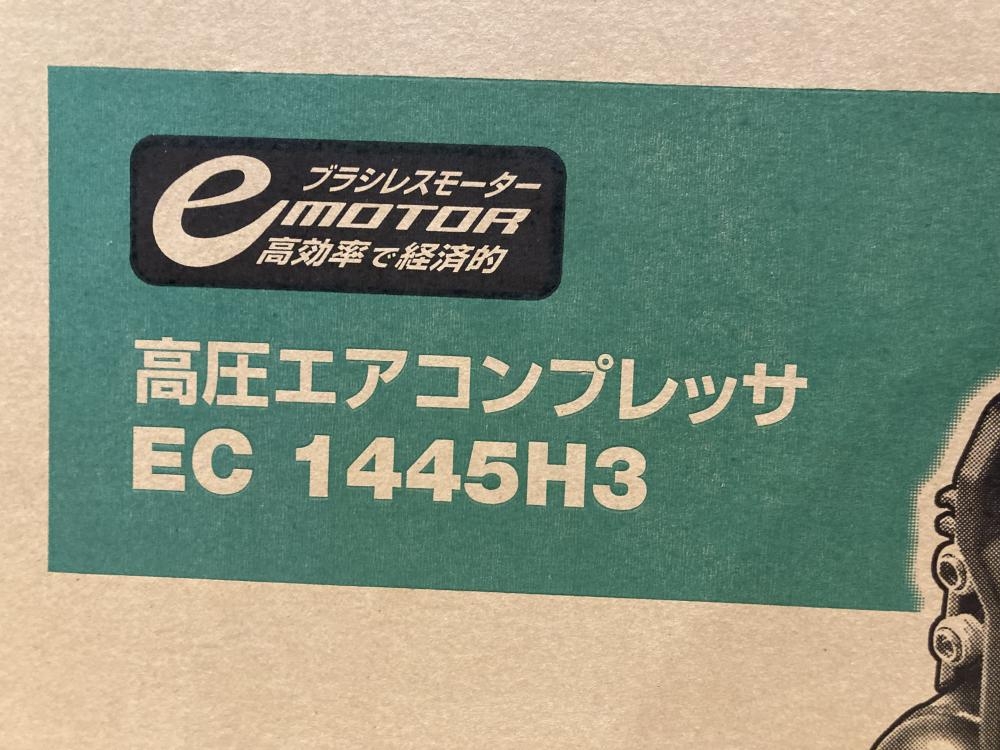 ブラシレスモーター
eMOTOR
高効率で経済的
高圧エアコンプレッサ
EC 1445H3